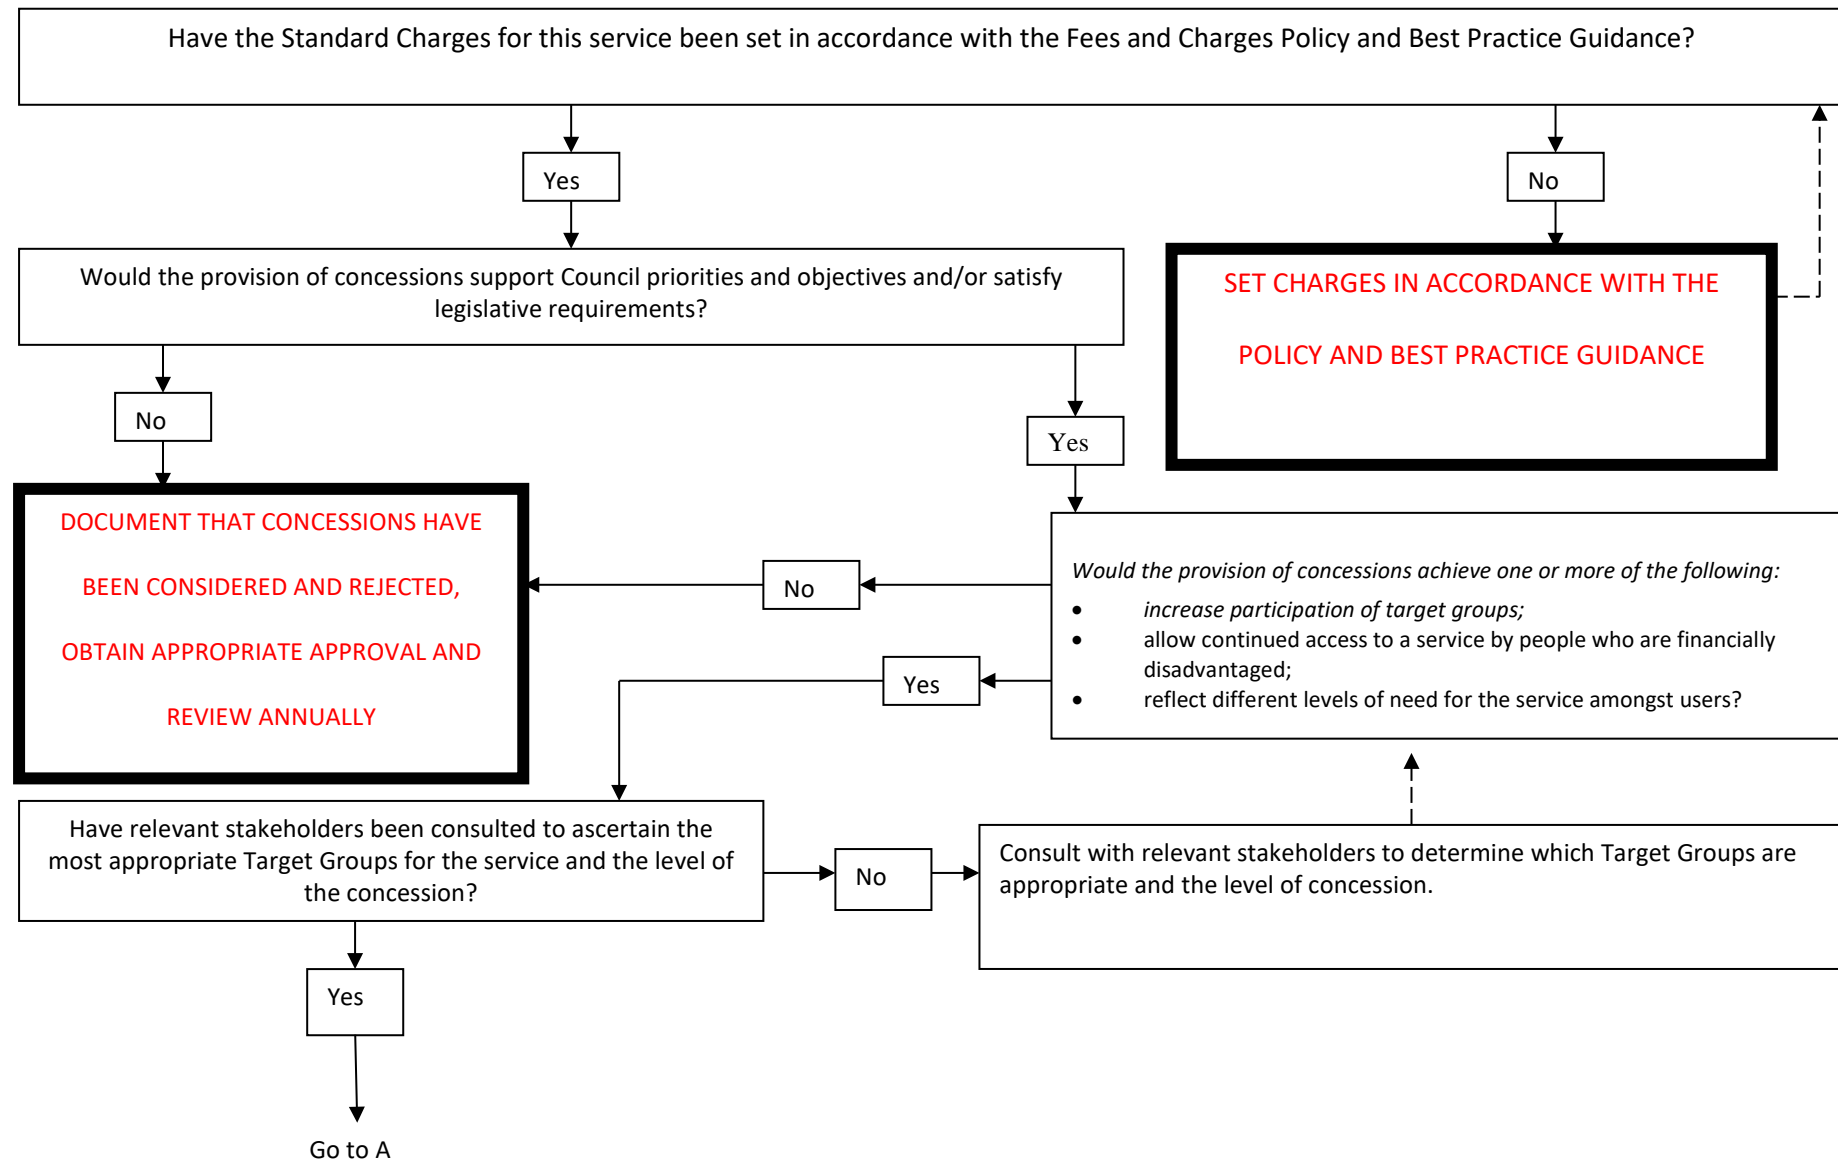 Have the Standard Charges for this service been set in accordance with the Fees and Charges Policy and Best Practice Guidance?
Yes
No
Would the provision of concessions support Council priorities and objectives and/or satisfy
legislative requirements?
SET CHARGES IN ACCORDANCE WITH THE
POLICY AND BEST PRACTICE GUIDANCE
No
Yes
DOCUMENT THAT CONCESSIONS HAVE
BEEN CONSIDERED AND REJECTED,
OBTAIN APPROPRIATE APPROVAL AND
REVIEW ANNUALLY
No
Yes
Would the provision of concessions achieve one or more of the following:
• increase participation of target groups;
• allow continued access to a service by people who are financially
disadvantaged;
• reflect different levels of need for the service amongst users?
Have relevant stakeholders been consulted to ascertain the
most appropriate Target Groups for the service and the level of
the concession?
No
Consult with relevant stakeholders to determine which Target Groups are
appropriate and the level of concession.
Yes
Go to A